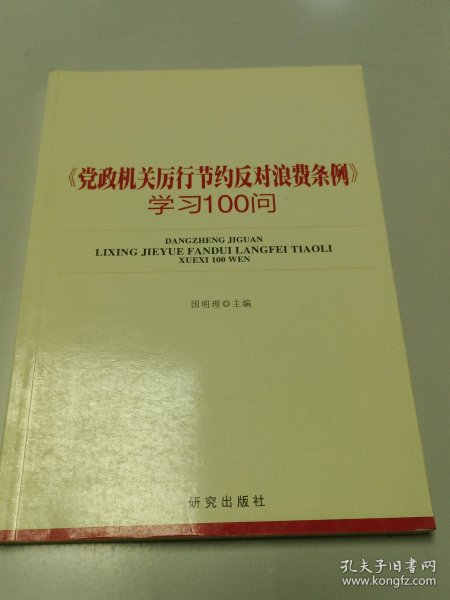 《党政机关厉行节约反对浪费条例》
学习100问
DANGZHENG JIGUAN
LIXING JIEYUE FANDUI LANGFEI TIAOLI
XUEXI 100 WEN
国明理◎主编
研究出版社
孔夫子旧书网
www.kongfz.com